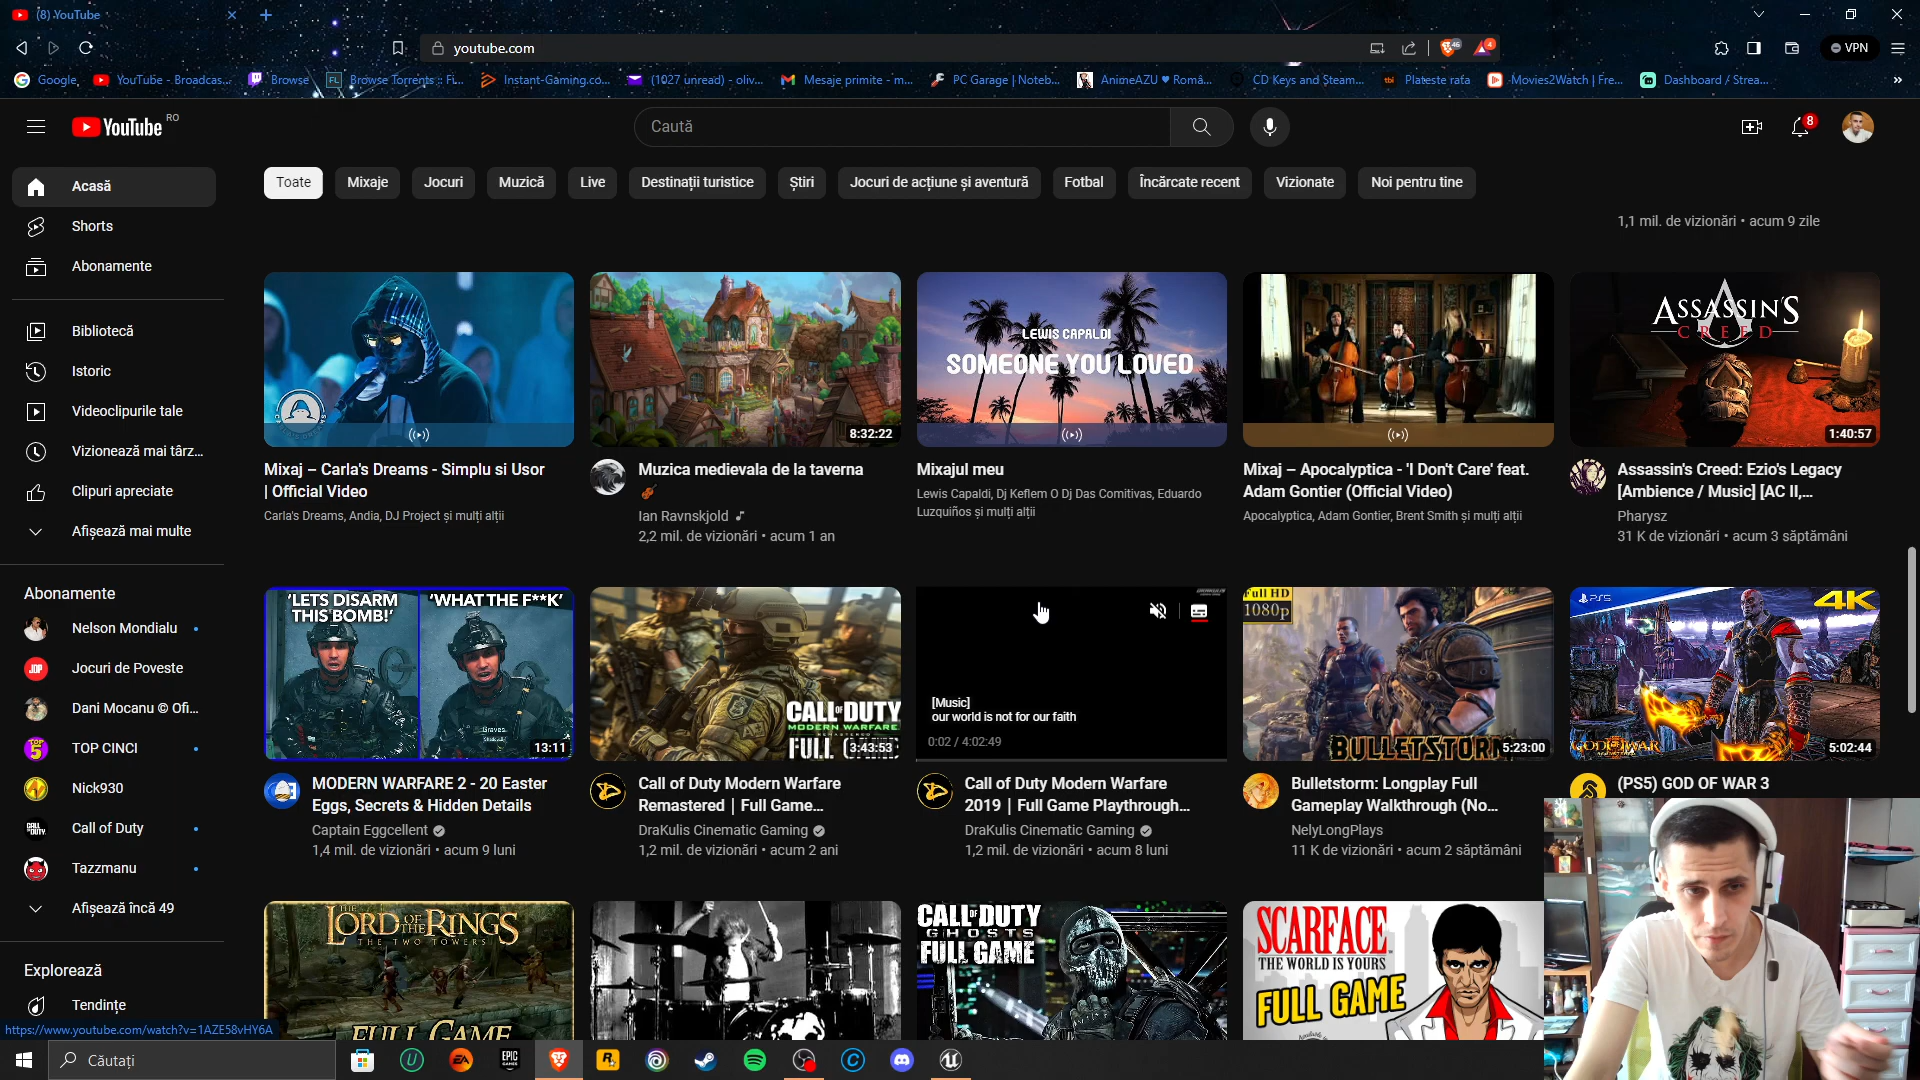 (8) YouTube
youtube.com
46
4
VPN
Google
YouTube - Broadcas...
Browse
Browse Torrents :: Fi...
Instant-Gaming.co...
(1027 unread) - oliv...
Mesaje primite - m...
PC Garage | Noteb...
AnimeAZU ♥ Româ...
CD Keys and Steam...
Plateste rata
Movies2Watch | Fre...
Dashboard / Strea...
YouTube RO
Caută
8
Toate
Mixaje
Jocuri
Muzică
Live
Destinații turistice
Știri
Jocuri de acțiune și aventură
Fotbal
Încărcate recent
Vizionate
Noi pentru tine
Acasă
Shorts
Abonamente
Bibliotecă
Istoric
Videoclipurile tale
Vizionează mai târz...
Clipuri apreciate
Afișează mai multe
Abonamente
Nelson Mondialu
Jocuri de Poveste
Dani Mocanu © Ofi...
TOP CINCI
Nick930
Call of Duty
Tazzmanu
Afișează încă 49
Explorează
Tendințe
https://www.youtube.com/watch?v=1AZE58vHY6A
1,1 mil. de vizionări • acum 9 zile
8:32:22
LEWIS CAPALDI
SOMEONE YOU LOVED
ASSASSIN'S
CREED
1:40:57
Mixaj – Carla's Dreams - Simplu si Usor
| Official Video
Carla's Dreams, Andia, DJ Project și mulți alții
Muzica medievala de la taverna
🎻
Ian Ravnskjold ♪
2,2 mil. de vizionări • acum 1 an
Mixajul meu
Lewis Capaldi, Dj Keflem O Dj Das Comitivas, Eduardo
Luzquiños și mulți alții
Mixaj – Apocalyptica - 'I Don't Care' feat.
Adam Gontier (Official Video)
Apocalyptica, Adam Gontier, Brent Smith și mulți alții
Assassin's Creed: Ezio's Legacy
[Ambience / Music] [AC II,...
Pharysz
31 K de vizionări • acum 3 săptămâni
'LETS DISARM
THIS BOMB!'
'WHAT THE F**K'
Graves
13:11
CALL OF DUTY
MODERN WARFARE
REMASTERED
FULL
3:43:53
[Music]
our world is not for our faith
0:02 / 4:02:49
Full HD
1080p
BULLETSTORM
5:23:00
PS5
4K
GOD OF WAR
5:02:44
MODERN WARFARE 2 - 20 Easter
Eggs, Secrets & Hidden Details
Captain Eggcellent
1,4 mil. de vizionări • acum 9 luni
Call of Duty Modern Warfare
Remastered | Full Game...
DraKulis Cinematic Gaming
1,2 mil. de vizionări • acum 2 ani
Call of Duty Modern Warfare
2019 | Full Game Playthrough...
DraKulis Cinematic Gaming
1,2 mil. de vizionări • acum 8 luni
Bulletstorm: Longplay Full
Gameplay Walkthrough (No...
NelyLongPlays
11 K de vizionări • acum 2 săptămâni
(PS5) GOD OF WAR 3
THE
LORD OF THE RINGS
THE TWO TOWERS
FULL GAME
CALL OF DUTY
GHOSTS
FULL GAME
SCARFACE
THE WORLD IS YOURS
FULL GAME
Căutați
EA
EPIC
GAMES